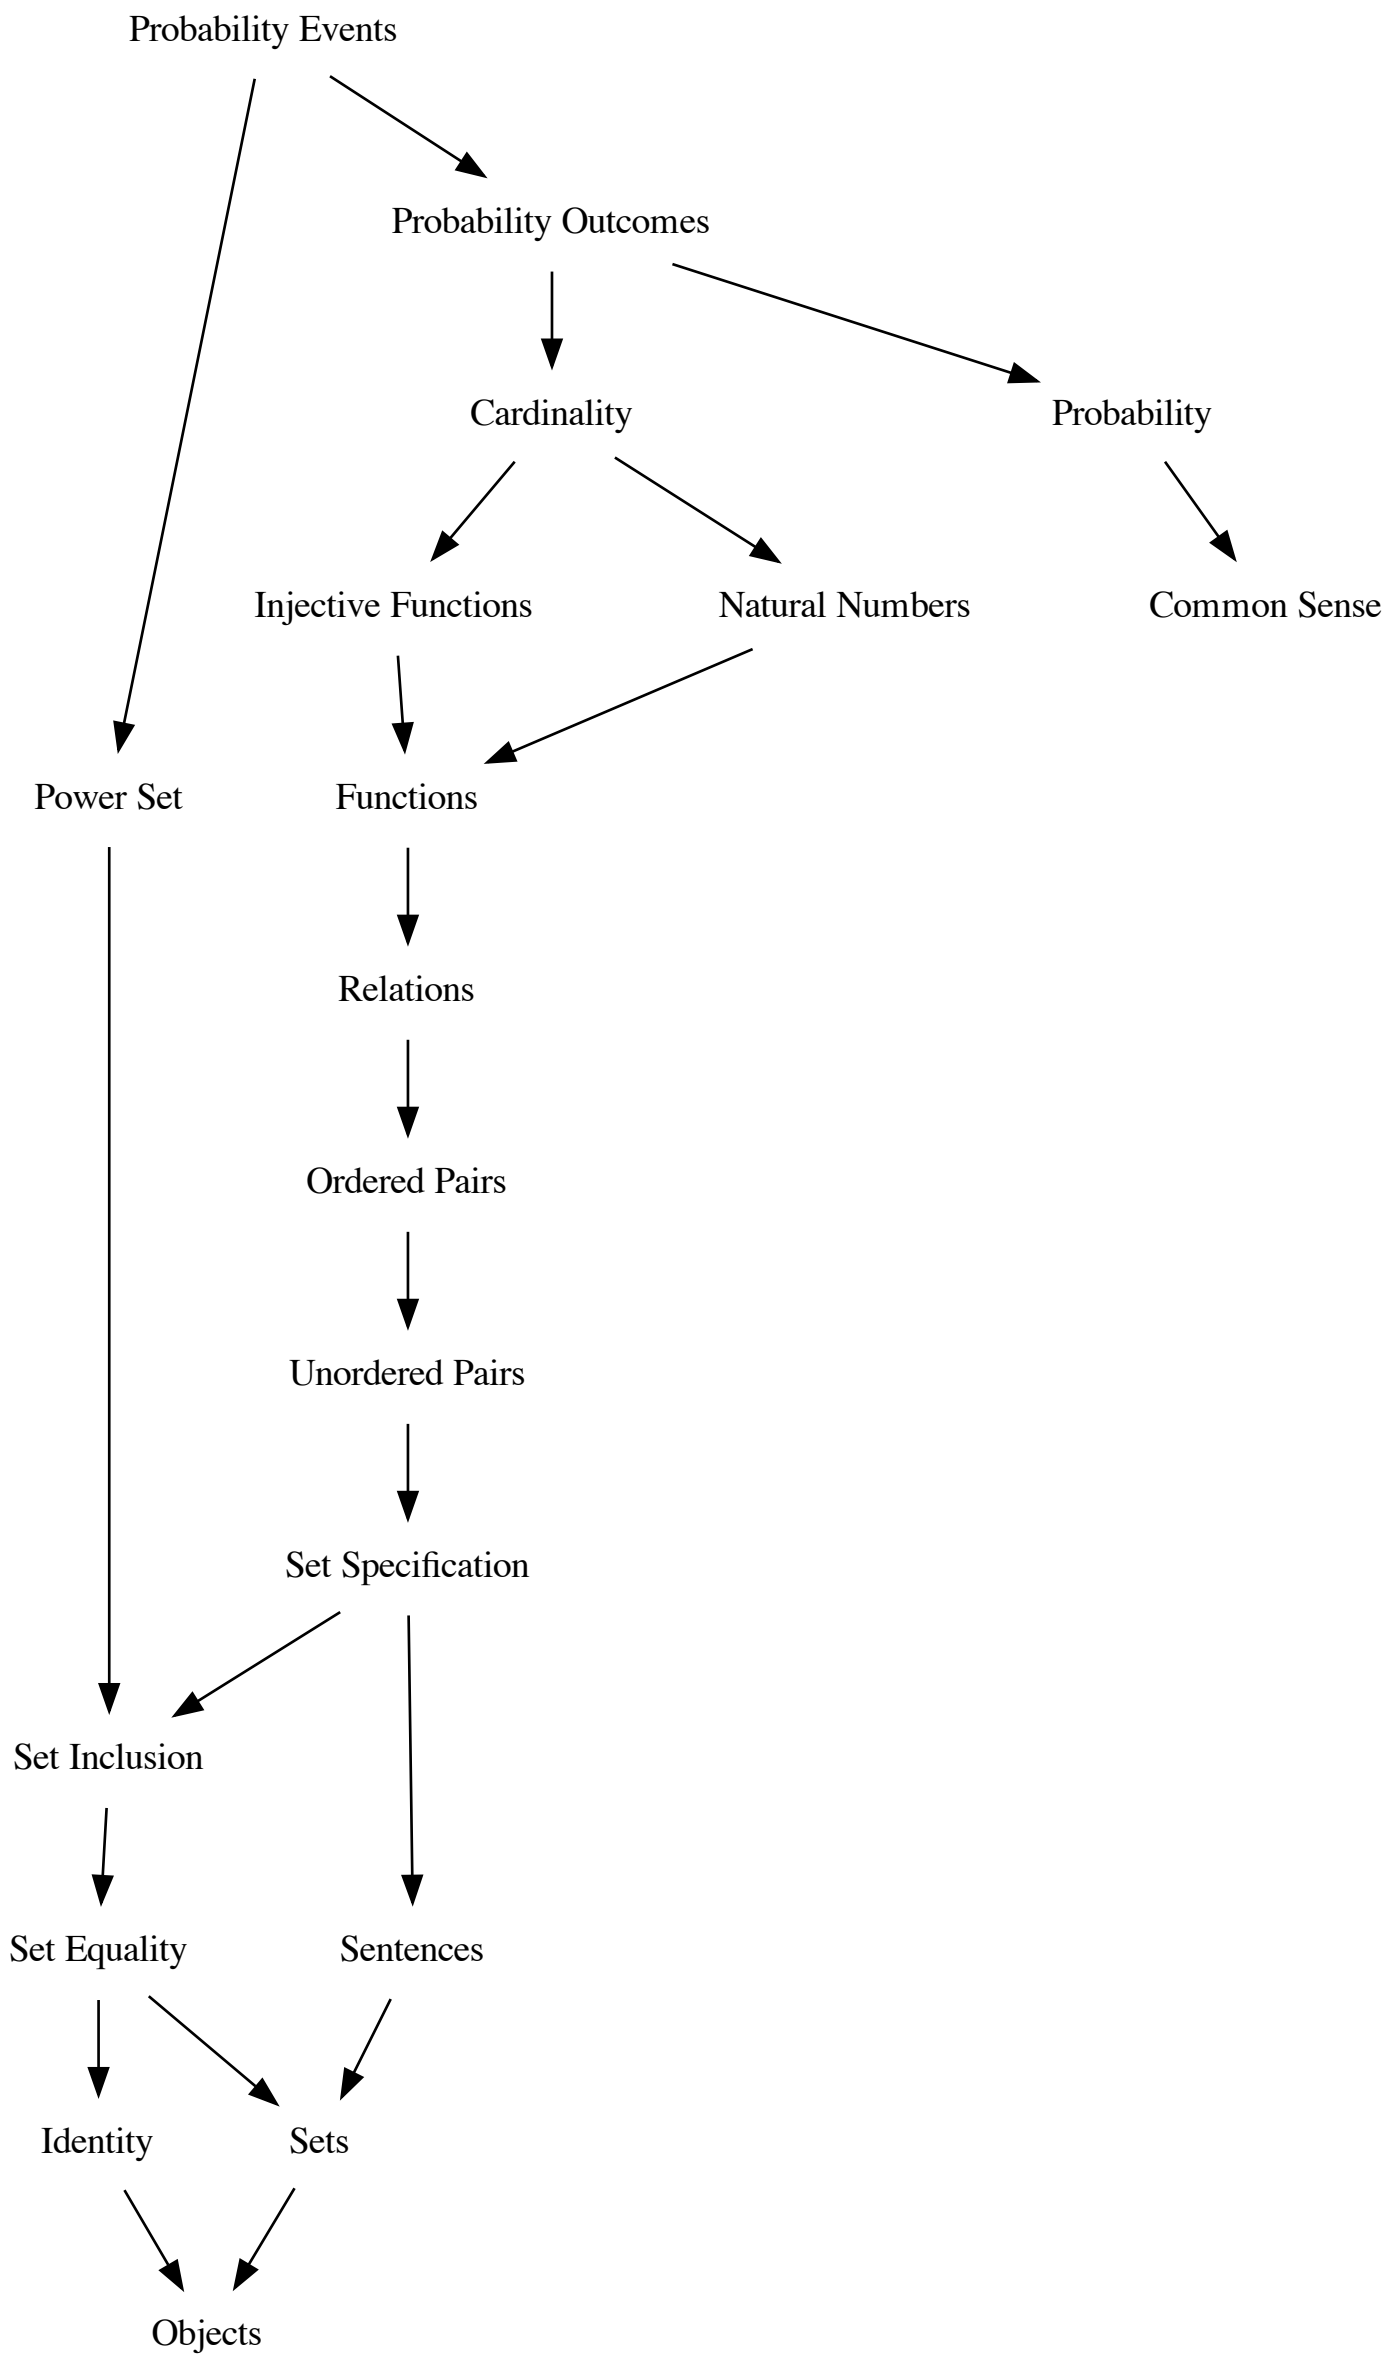 Probability Events
Probability Outcomes
Cardinality
Probability
Injective Functions
Natural Numbers
Common Sense
Power Set
Functions
Relations
Ordered Pairs
Unordered Pairs
Set Specification
Set Inclusion
Set Equality
Sentences
Identity
Sets
Objects